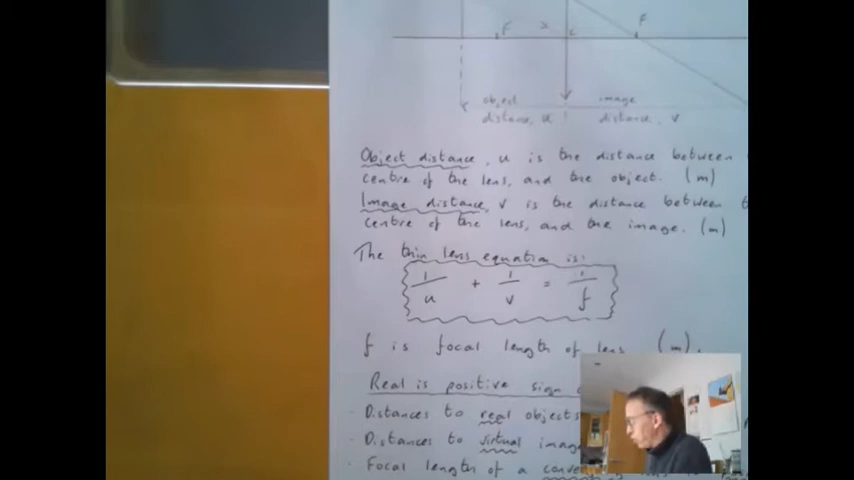 F
c
F
object
image
distance, u
distance, v
Object distance, u is the distance between
centre of the lens, and the object. (m)
Image distance, v is the distance between
centre of the lens, and the image. (m)
The thin lens equation is:
1/u + 1/v = 1/f
f is focal length of lens (m).
Real is positive sign
- Distances to real objects
- Distances to virtual
- Focal length of a